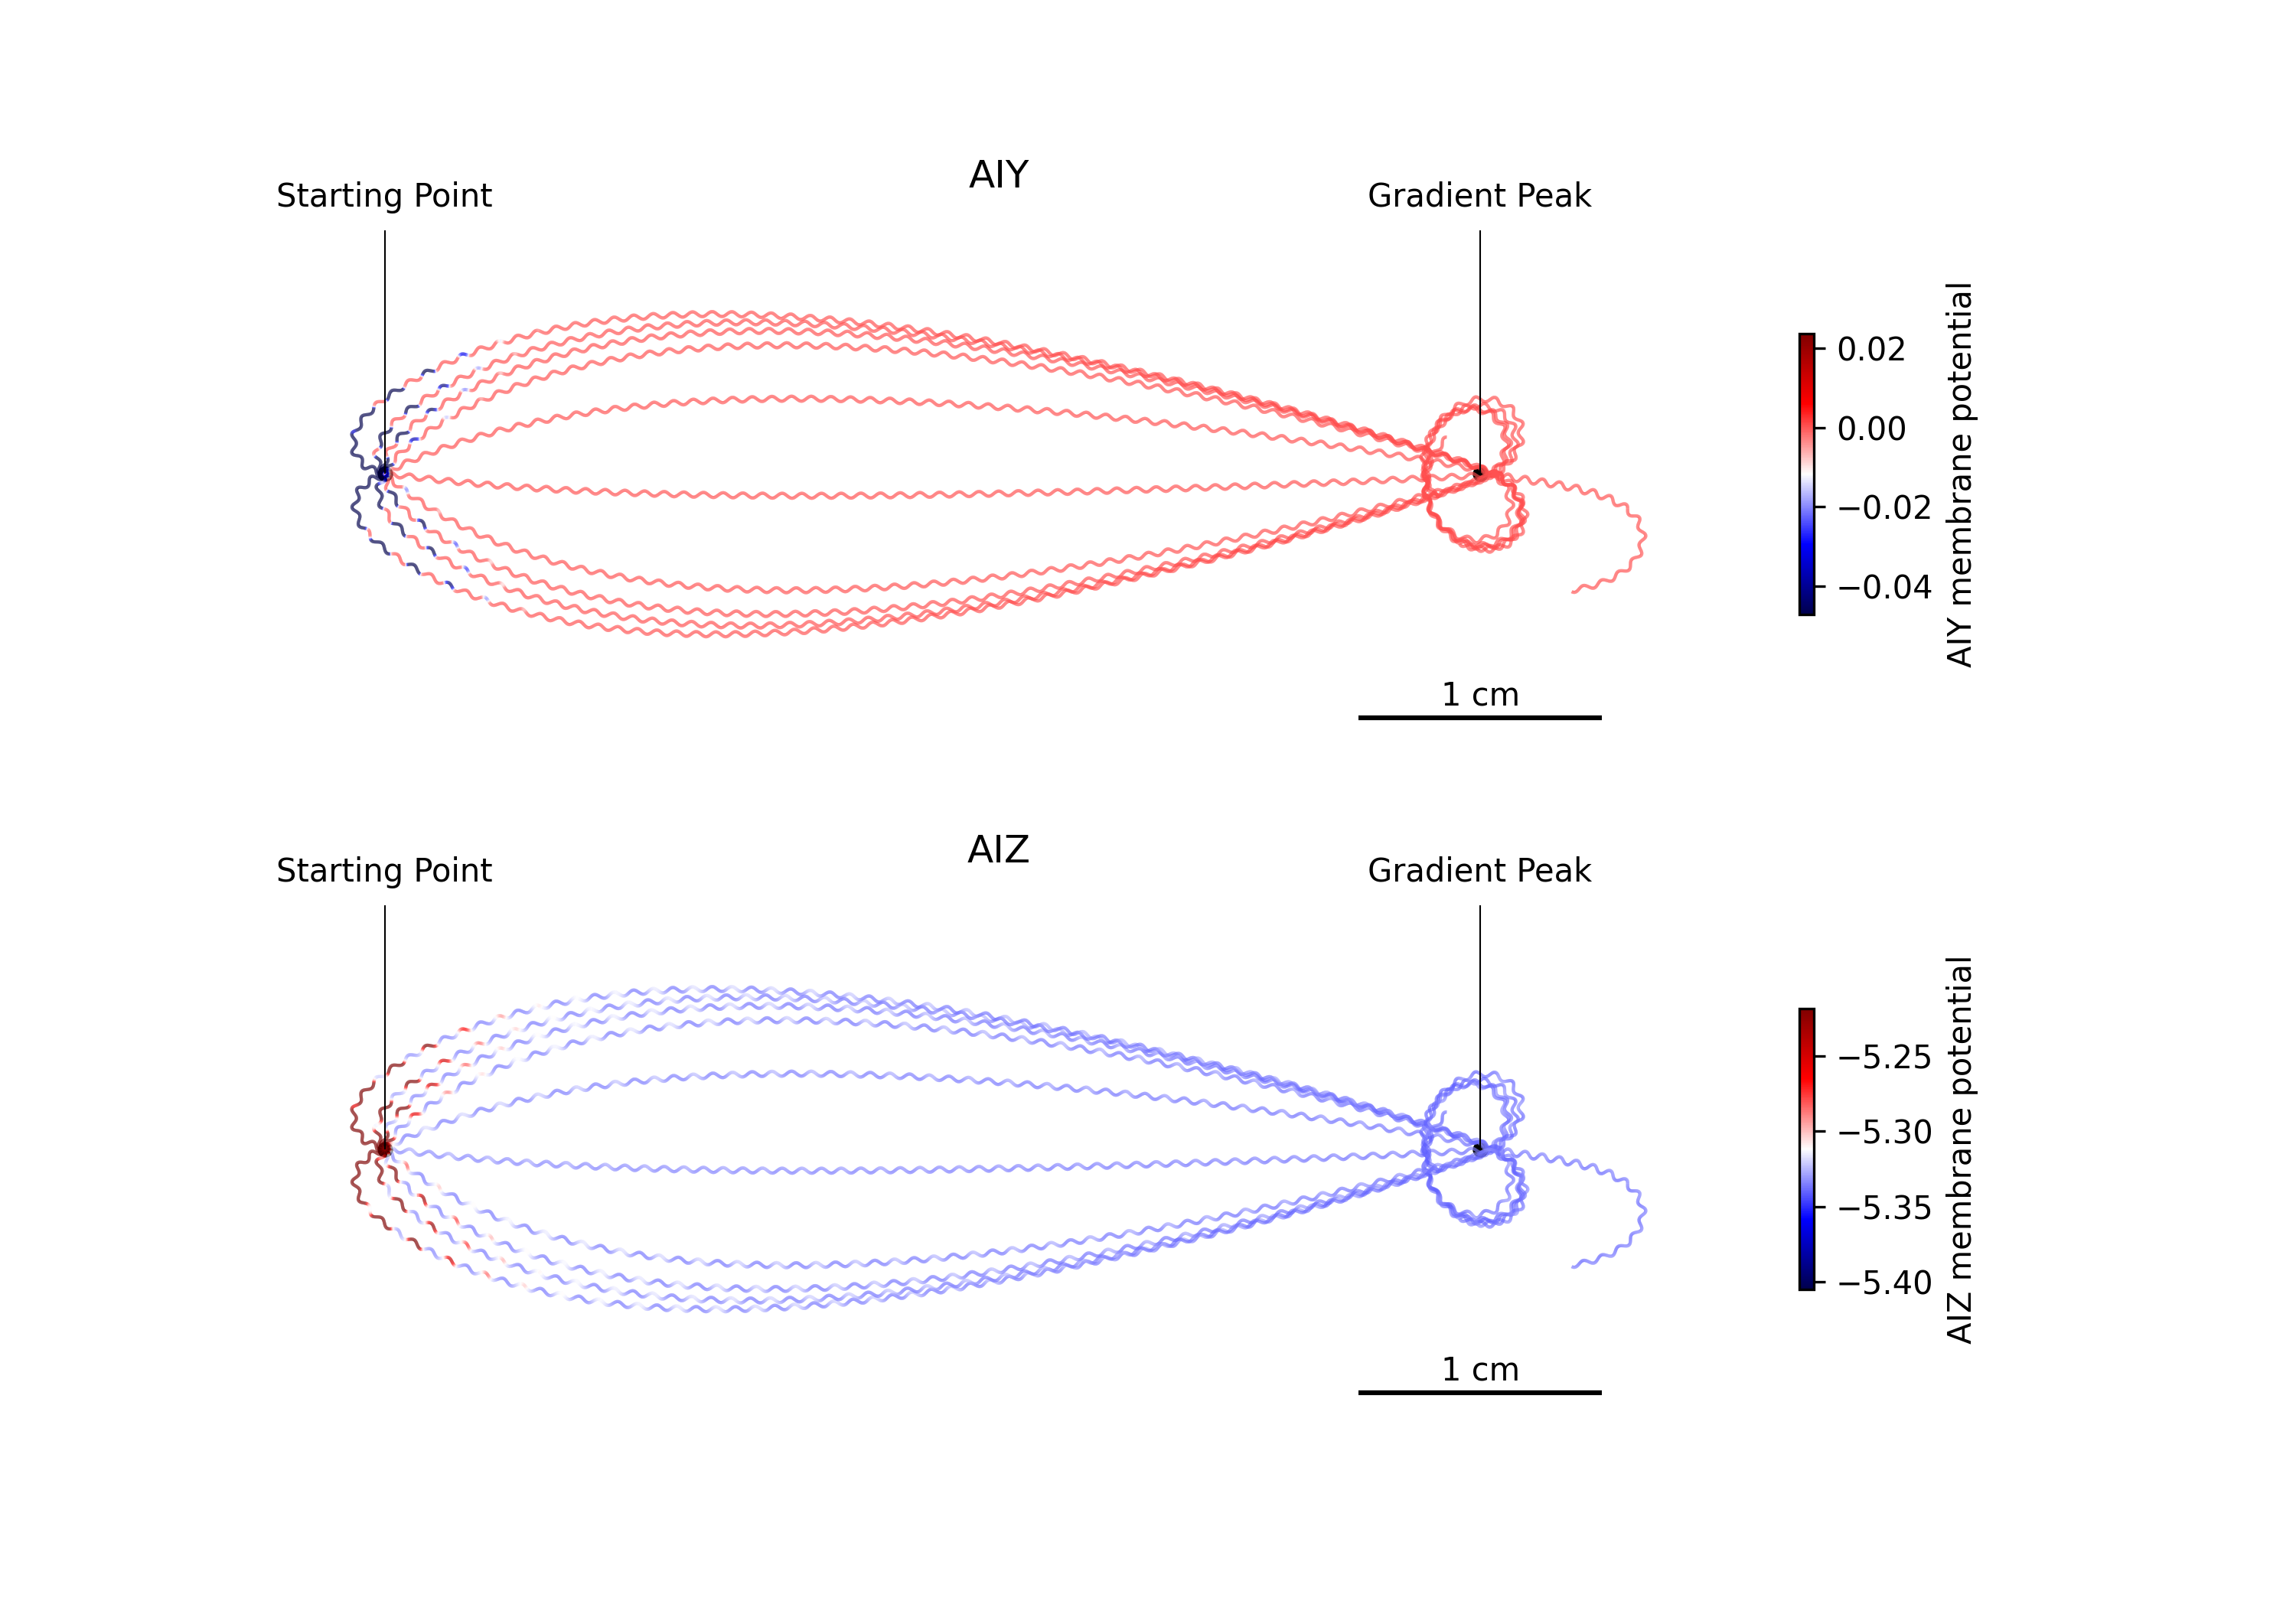 AIY
Starting Point
Gradient Peak
0.02
0.00
−0.02
−0.04
AIY membrane potential
1 cm
AIZ
Starting Point
Gradient Peak
−5.25
−5.30
−5.35
−5.40
AIZ membrane potential
1 cm